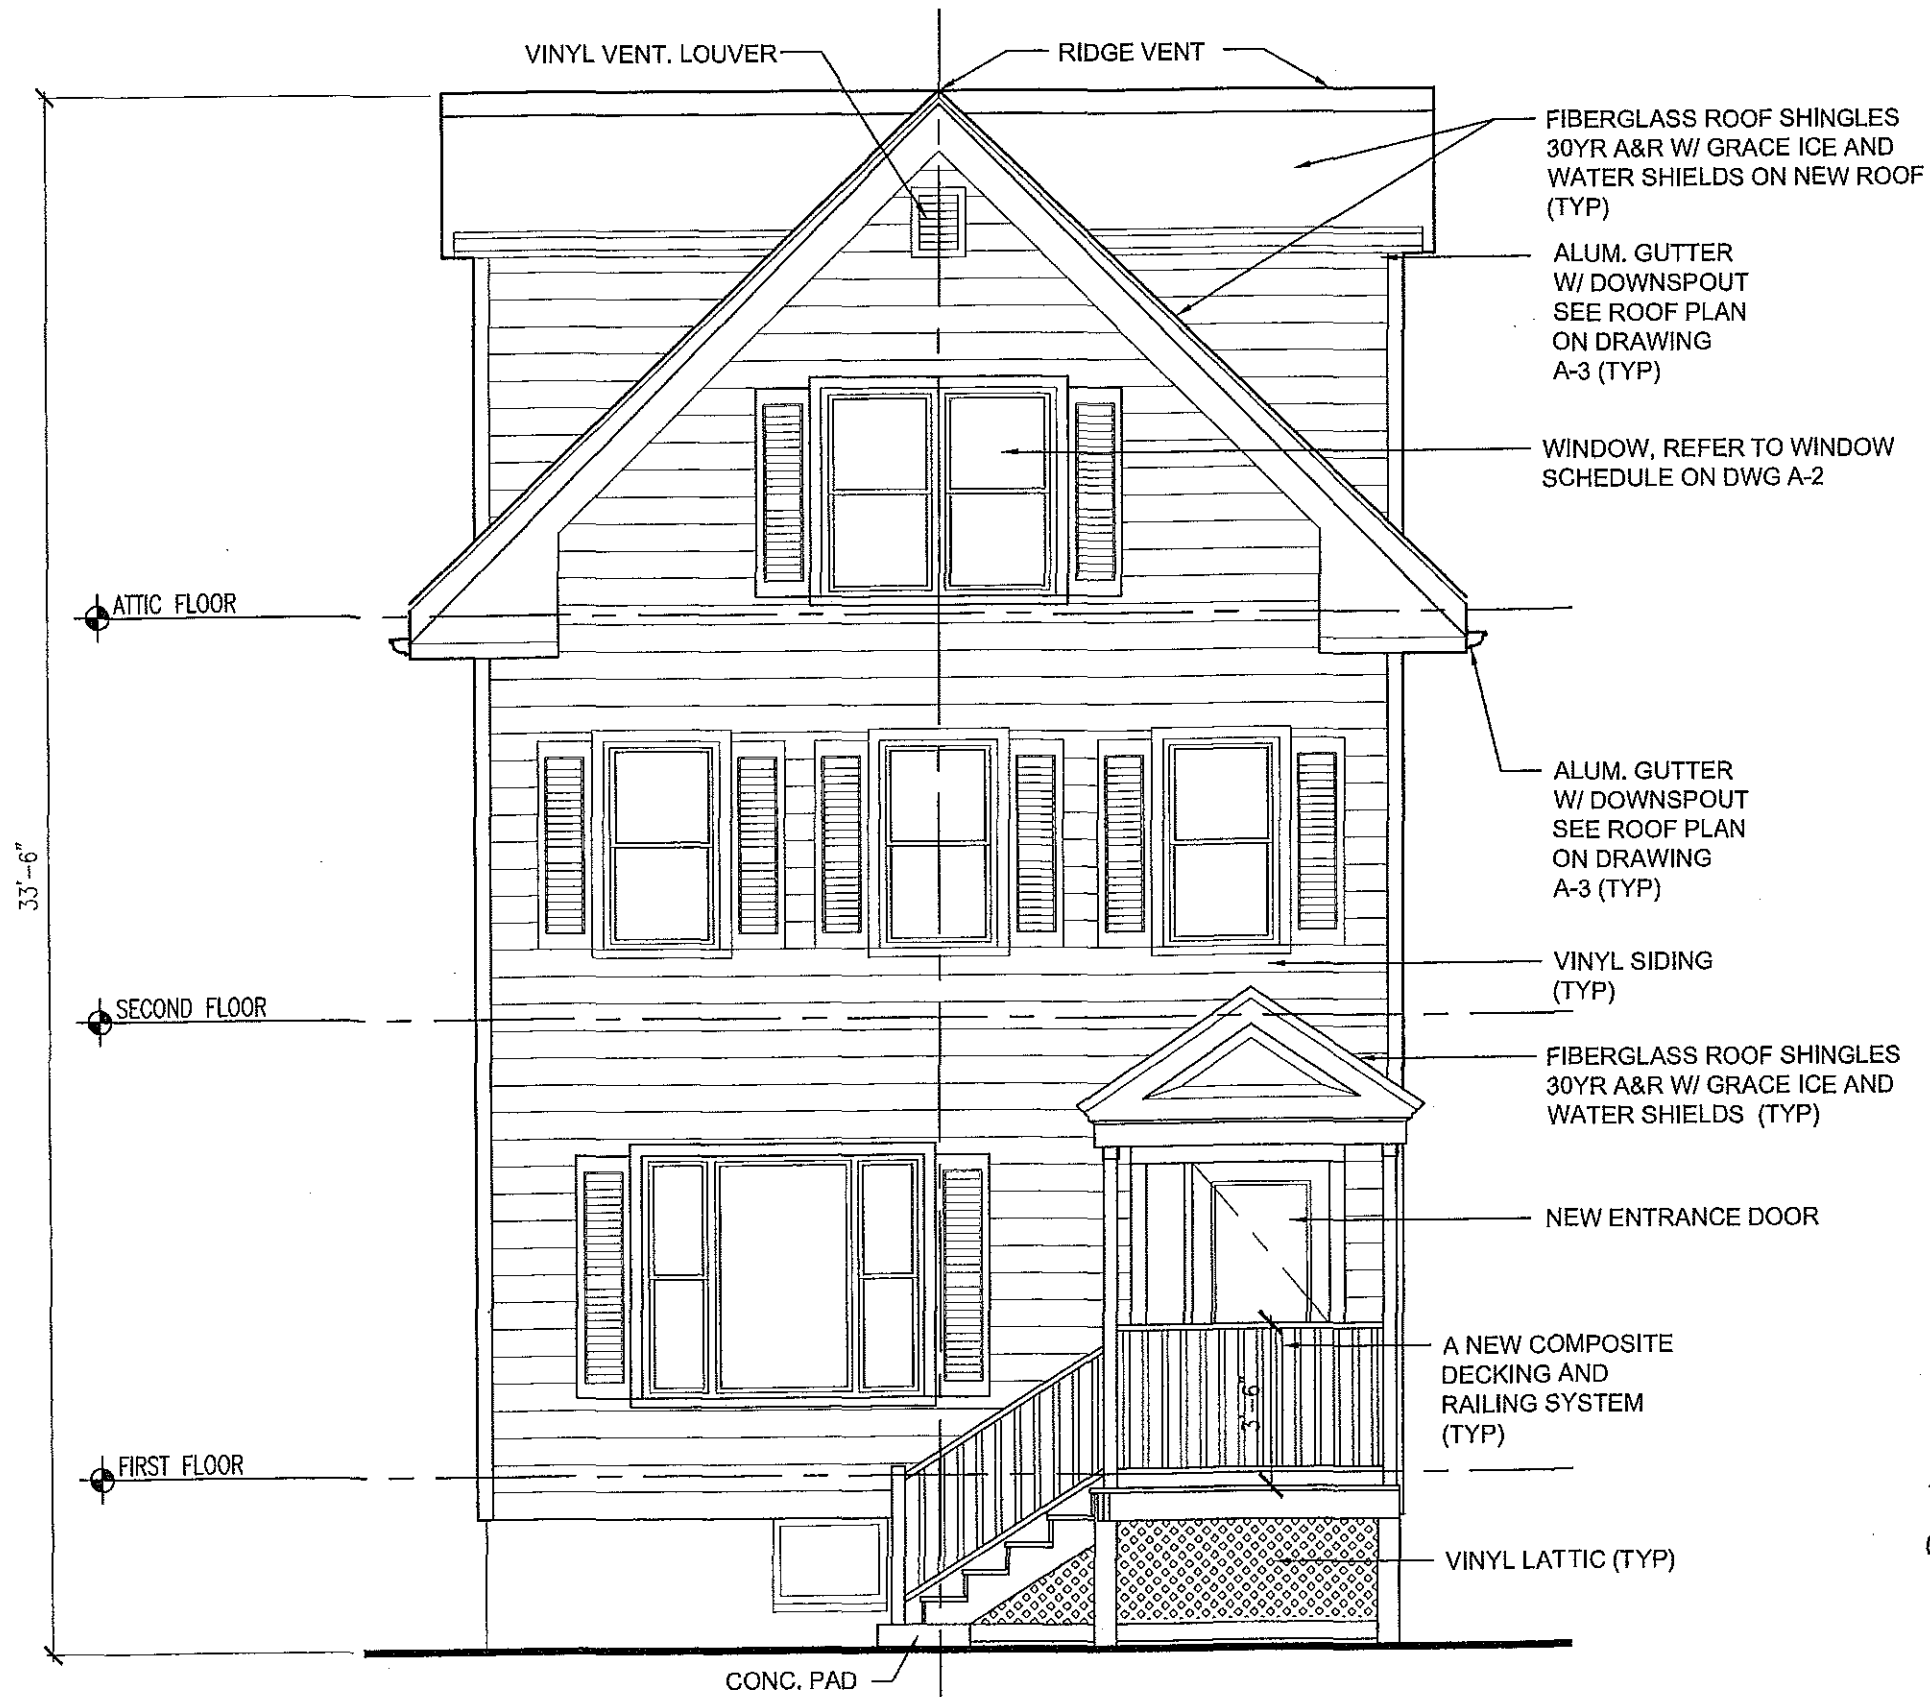 VINYL VENT. LOUVER
RIDGE VENT
FIBERGLASS ROOF SHINGLES
30YR A&R W/ GRACE ICE AND
WATER SHIELDS ON NEW ROOF
(TYP)
ALUM. GUTTER
W/ DOWNSPOUT
SEE ROOF PLAN
ON DRAWING
A-3 (TYP)
WINDOW, REFER TO WINDOW
SCHEDULE ON DWG A-2
ATTIC FLOOR
ALUM. GUTTER
W/ DOWNSPOUT
SEE ROOF PLAN
ON DRAWING
A-3 (TYP)
33'-6"
VINYL SIDING
(TYP)
SECOND FLOOR
FIBERGLASS ROOF SHINGLES
30YR A&R W/ GRACE ICE AND
WATER SHIELDS (TYP)
NEW ENTRANCE DOOR
A NEW COMPOSITE
DECKING AND
RAILING SYSTEM
(TYP)
3'-6"
FIRST FLOOR
VINYL LATTIC (TYP)
CONC. PAD